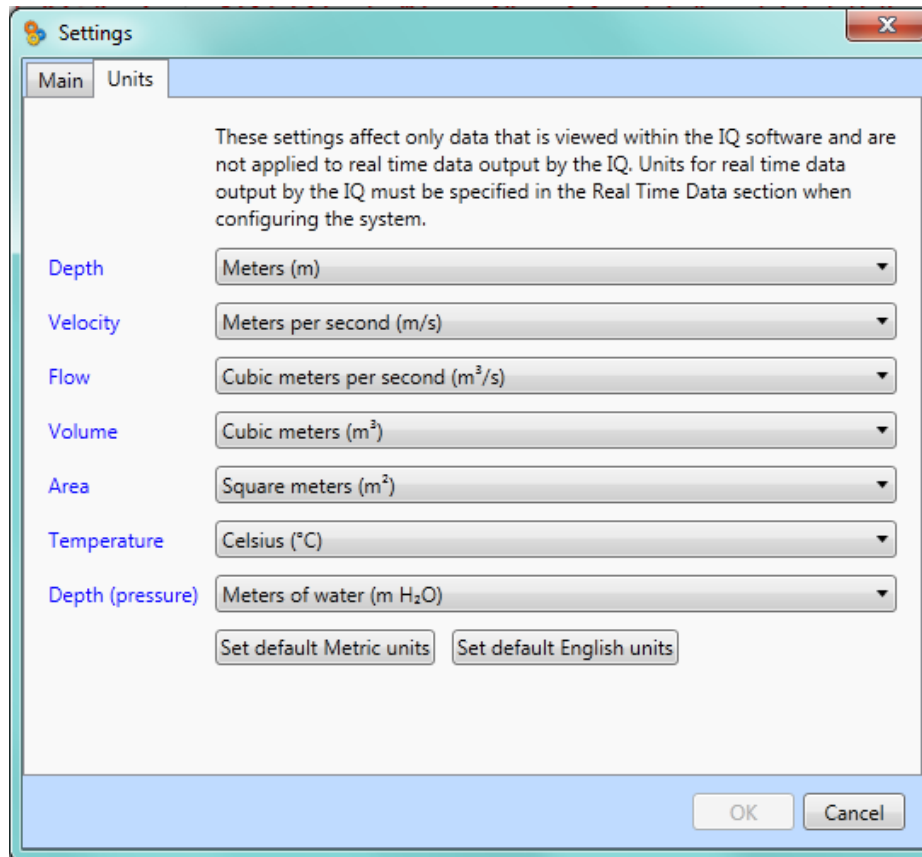 Settings
Main Units
These settings affect only data that is viewed within the IQ software and are
not applied to real time data output by the IQ. Units for real time data
output by the IQ must be specified in the Real Time Data section when
configuring the system.
Depth Meters (m)
Velocity Meters per second (m/s)
Flow Cubic meters per second (m³/s)
Volume Cubic meters (m³)
Area Square meters (m²)
Temperature Celsius (°C)
Depth (pressure) Meters of water (m H₂O)
Set default Metric units Set default English units
OK Cancel